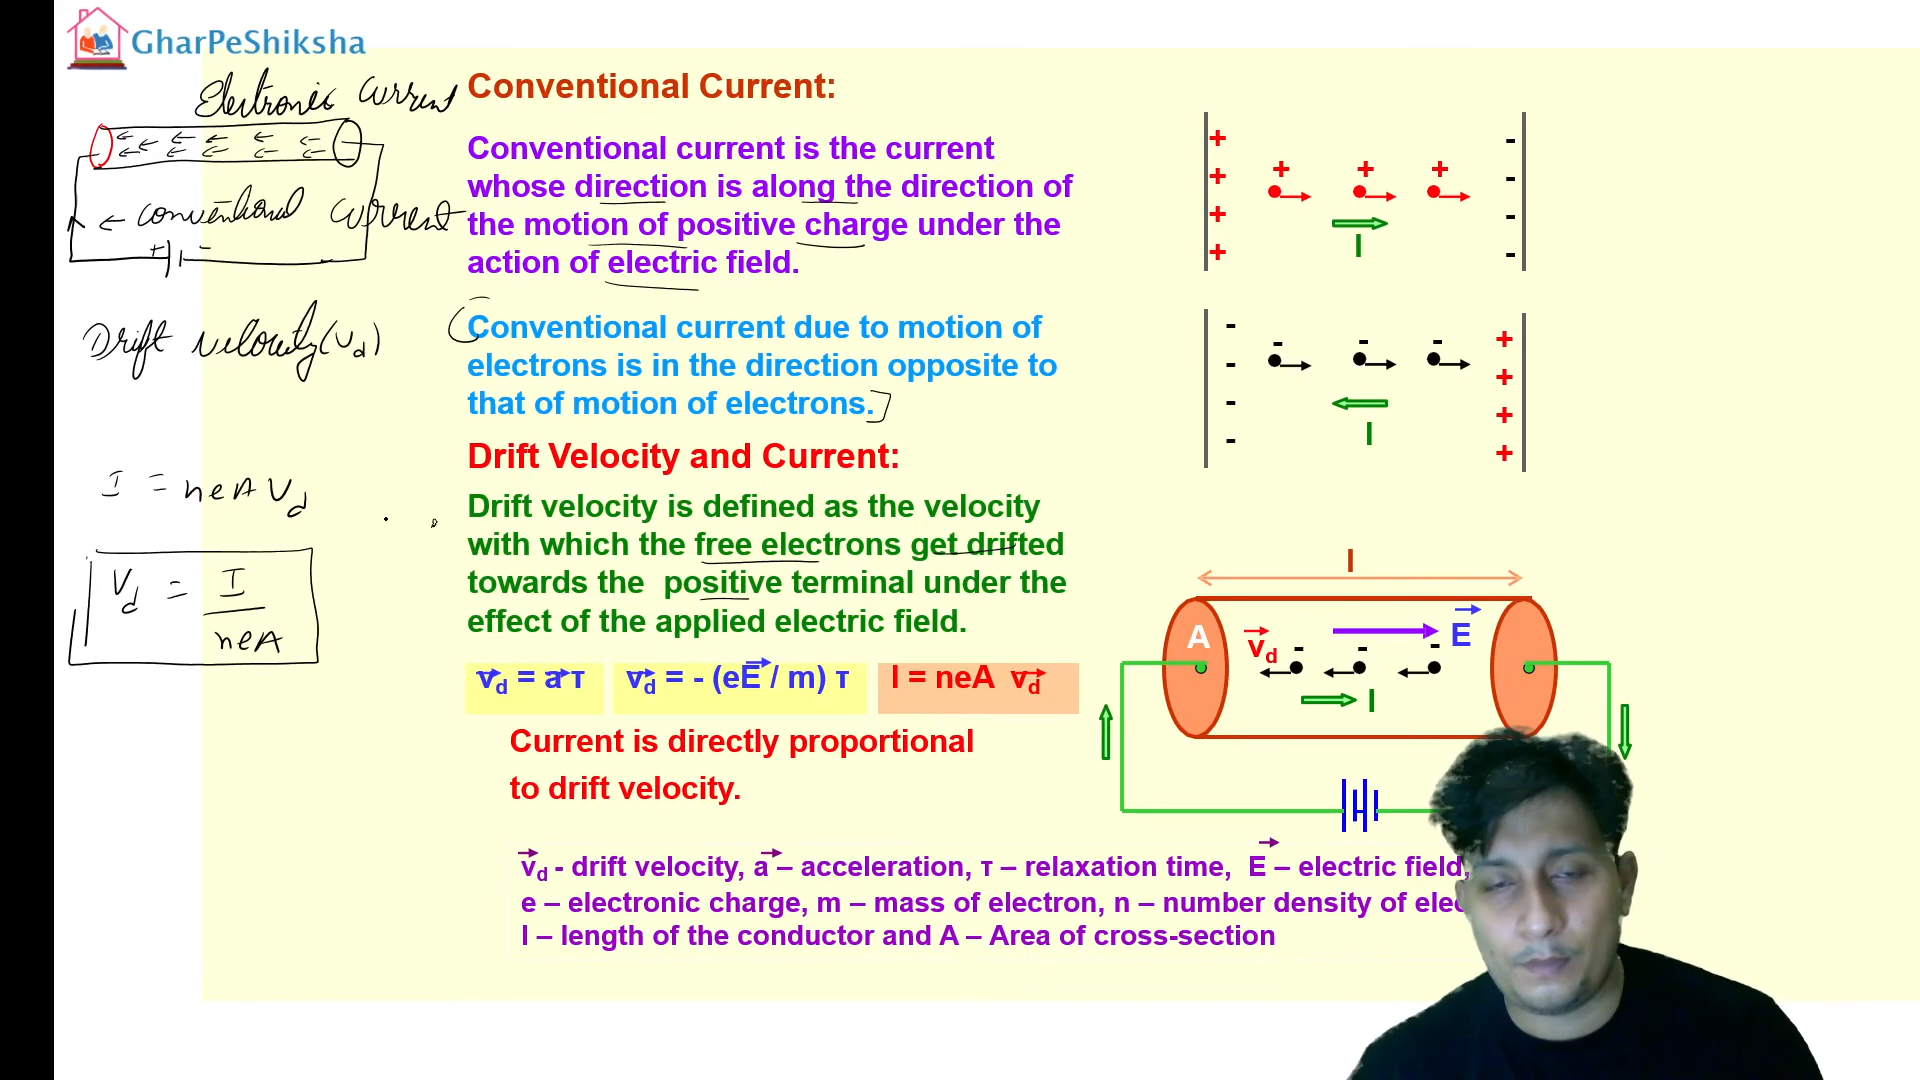 GharPeShiksha
Electronic Current
← conventional current
+ -
Drift velocity (Vd)
I = neA Vd
Vd = I / neA
Conventional Current:
Conventional current is the current
whose direction is along the direction of
the motion of positive charge under the
action of electric field.
Conventional current due to motion of
electrons is in the direction opposite to
that of motion of electrons.
Drift Velocity and Current:
Drift velocity is defined as the velocity
with which the free electrons get drifted
towards the positive terminal under the
effect of the applied electric field.
vd = a τ
vd = - (eE / m) τ
I = neA vd
Current is directly proportional
to drift velocity.
vd - drift velocity, a – acceleration, τ – relaxation time, E – electric field,
e – electronic charge, m – mass of electron, n – number density of elec
l – length of the conductor and A – Area of cross-section
+ + + -
+ -
+ -
+ -
I
- - - -
- +
- +
- +
I
l
A
vd
E
- - -
I